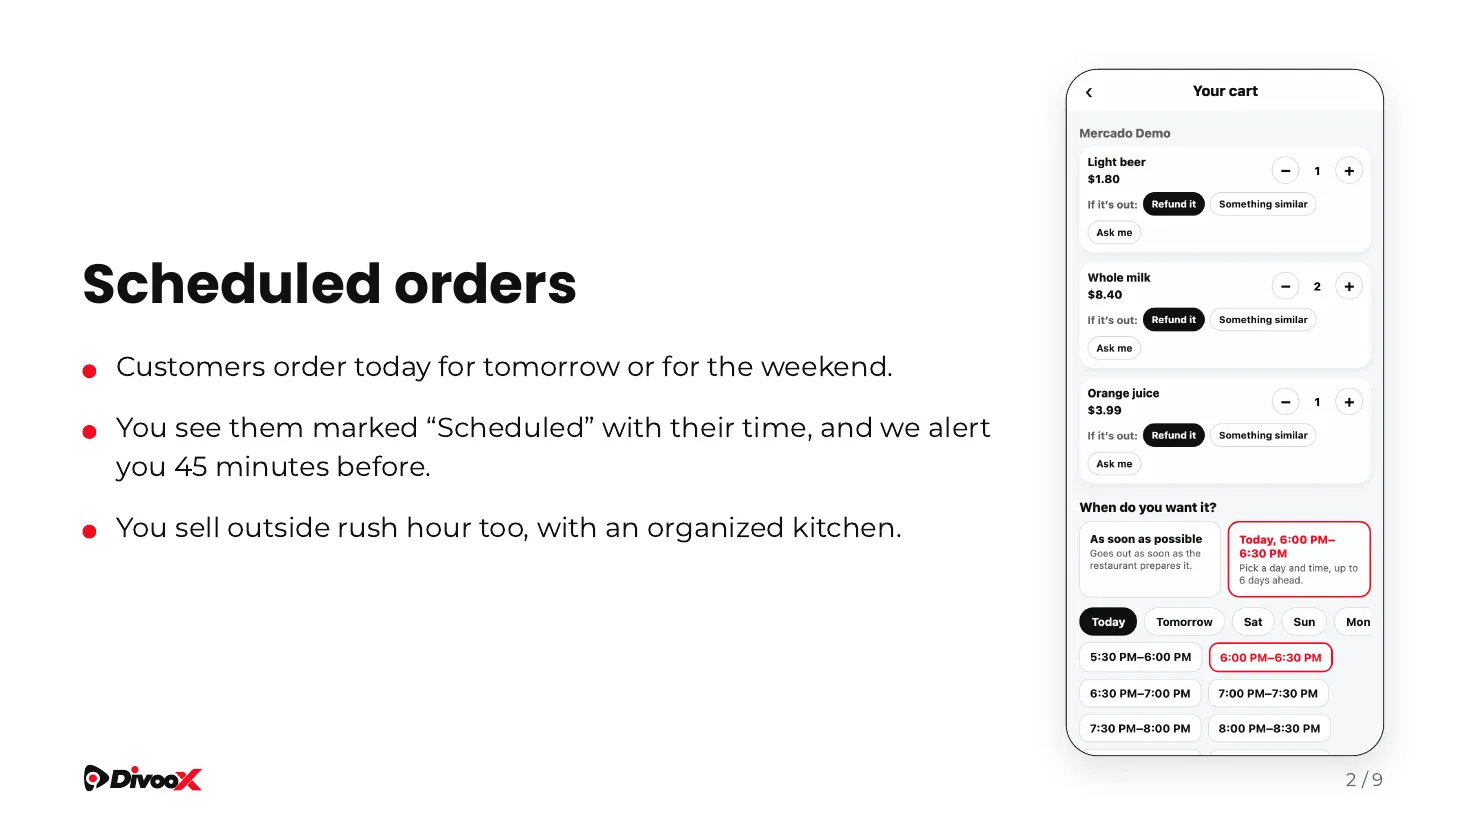 Scheduled orders
Customers order today for tomorrow or for the weekend.
You see them marked “Scheduled” with their time, and we alert
you 45 minutes before.
You sell outside rush hour too, with an organized kitchen.
DivooX
Your cart
Mercado Demo
Light beer
$1.80
− 1 +
If it’s out: Refund it Something similar
Ask me
Whole milk
$8.40
− 2 +
If it’s out: Refund it Something similar
Ask me
Orange juice
$3.99
− 1 +
If it’s out: Refund it Something similar
Ask me
When do you want it?
As soon as possible
Goes out as soon as the
restaurant prepares it.
Today, 6:00 PM–
6:30 PM
Pick a day and time, up to
6 days ahead.
Today Tomorrow Sat Sun Mon
5:30 PM–6:00 PM 6:00 PM–6:30 PM
6:30 PM–7:00 PM 7:00 PM–7:30 PM
7:30 PM–8:00 PM 8:00 PM–8:30 PM
2 / 9